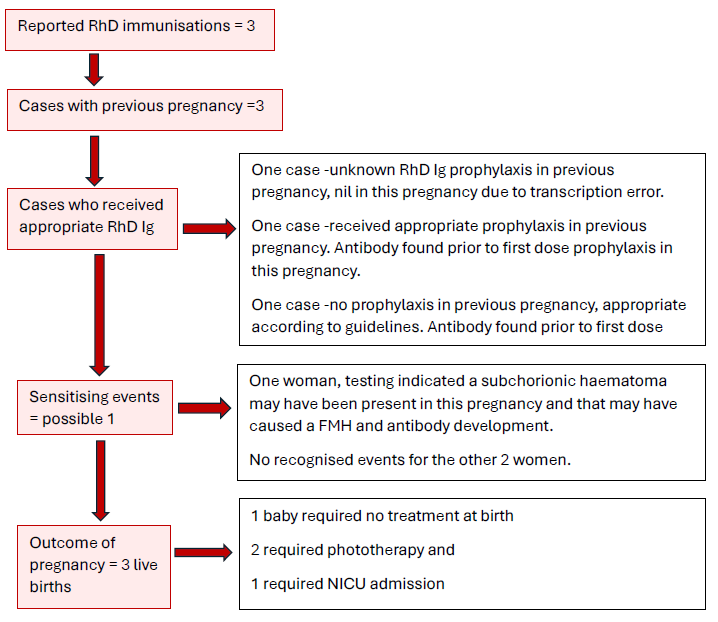 Reported RhD immunisations = 3
Cases with previous pregnancy =3
Cases who received
appropriate RhD Ig
One case -unknown RhD Ig prophylaxis in previous
pregnancy, nil in this pregnancy due to transcription error.
One case -received appropriate prophylaxis in previous
pregnancy. Antibody found prior to first dose prophylaxis in
this pregnancy.
One case -no prophylaxis in previous pregnancy, appropriate
according to guidelines. Antibody found prior to first dose
Sensitising events
= possible 1
One woman, testing indicated a subchorionic haematoma
may have been present in this pregnancy and that may have
caused a FMH and antibody development.
No recognised events for the other 2 women.
Outcome of
pregnancy = 3 live
births
1 baby required no treatment at birth
2 required phototherapy and
1 required NICU admission